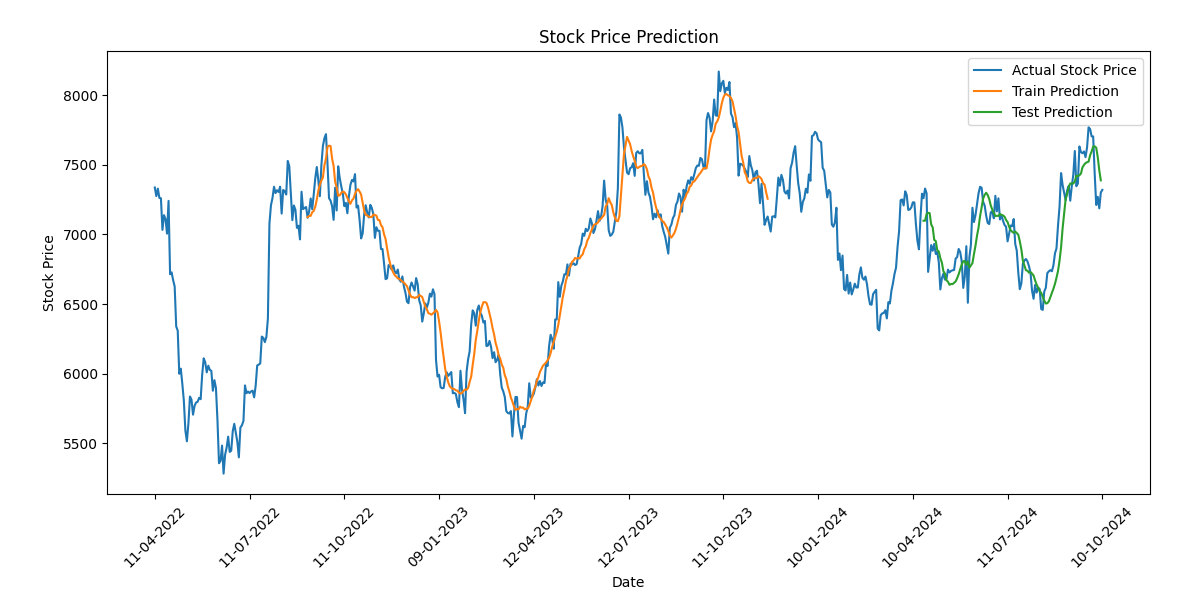 Stock Price Prediction
Actual Stock Price
Train Prediction
Test Prediction
8000
7500
7000
6500
6000
5500
Stock Price
11-04-2022
11-07-2022
11-10-2022
09-01-2023
12-04-2023
12-07-2023
11-10-2023
10-01-2024
10-04-2024
11-07-2024
10-10-2024
Date